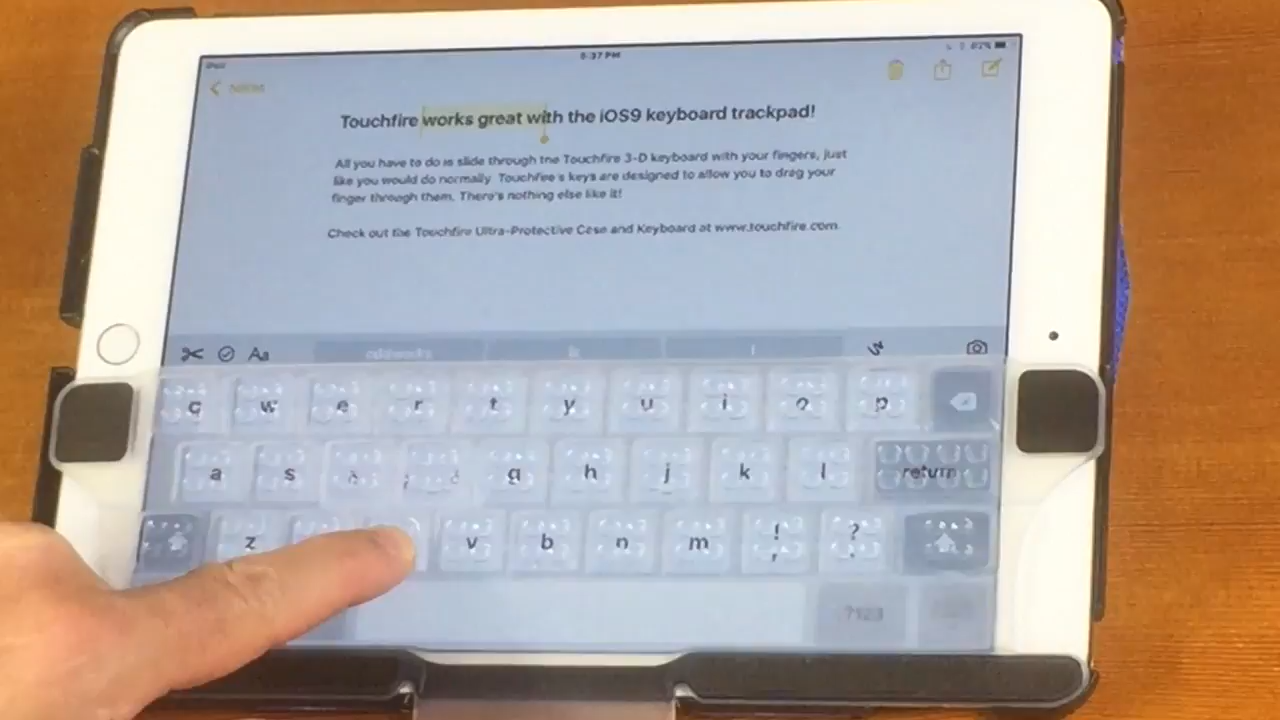 iPad 5:37 PM 82%
Notes
Touchfire works great with the iOS9 keyboard trackpad!
All you have to do is slide through the Touchfire 3-D keyboard with your fingers, just
like you would do normally. Touchfire's keys are designed to allow you to drag your
finger through them. There's nothing else like it!
Check out the Touchfire Ultra-Protective Case and Keyboard at www.touchfire.com
Aa
w e r t y u i o p
a s g h j k l return
z v b n m ! , ? .
?123